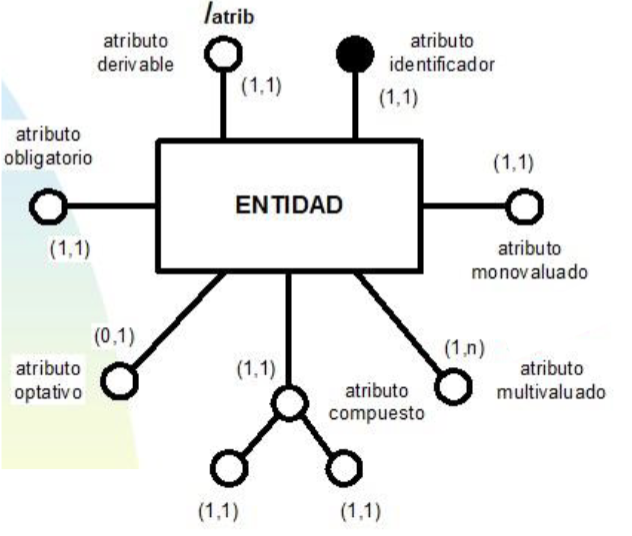 /atrib
atributo
derivable
(1,1)
atributo
identificador
(1,1)
atributo
obligatorio
(1,1)
ENTIDAD
(1,1)
atributo
monovaluado
(0,1)
atributo
optativo
(1,1)
atributo
compuesto
(1,n)
atributo
multivaluado
(1,1)
(1,1)